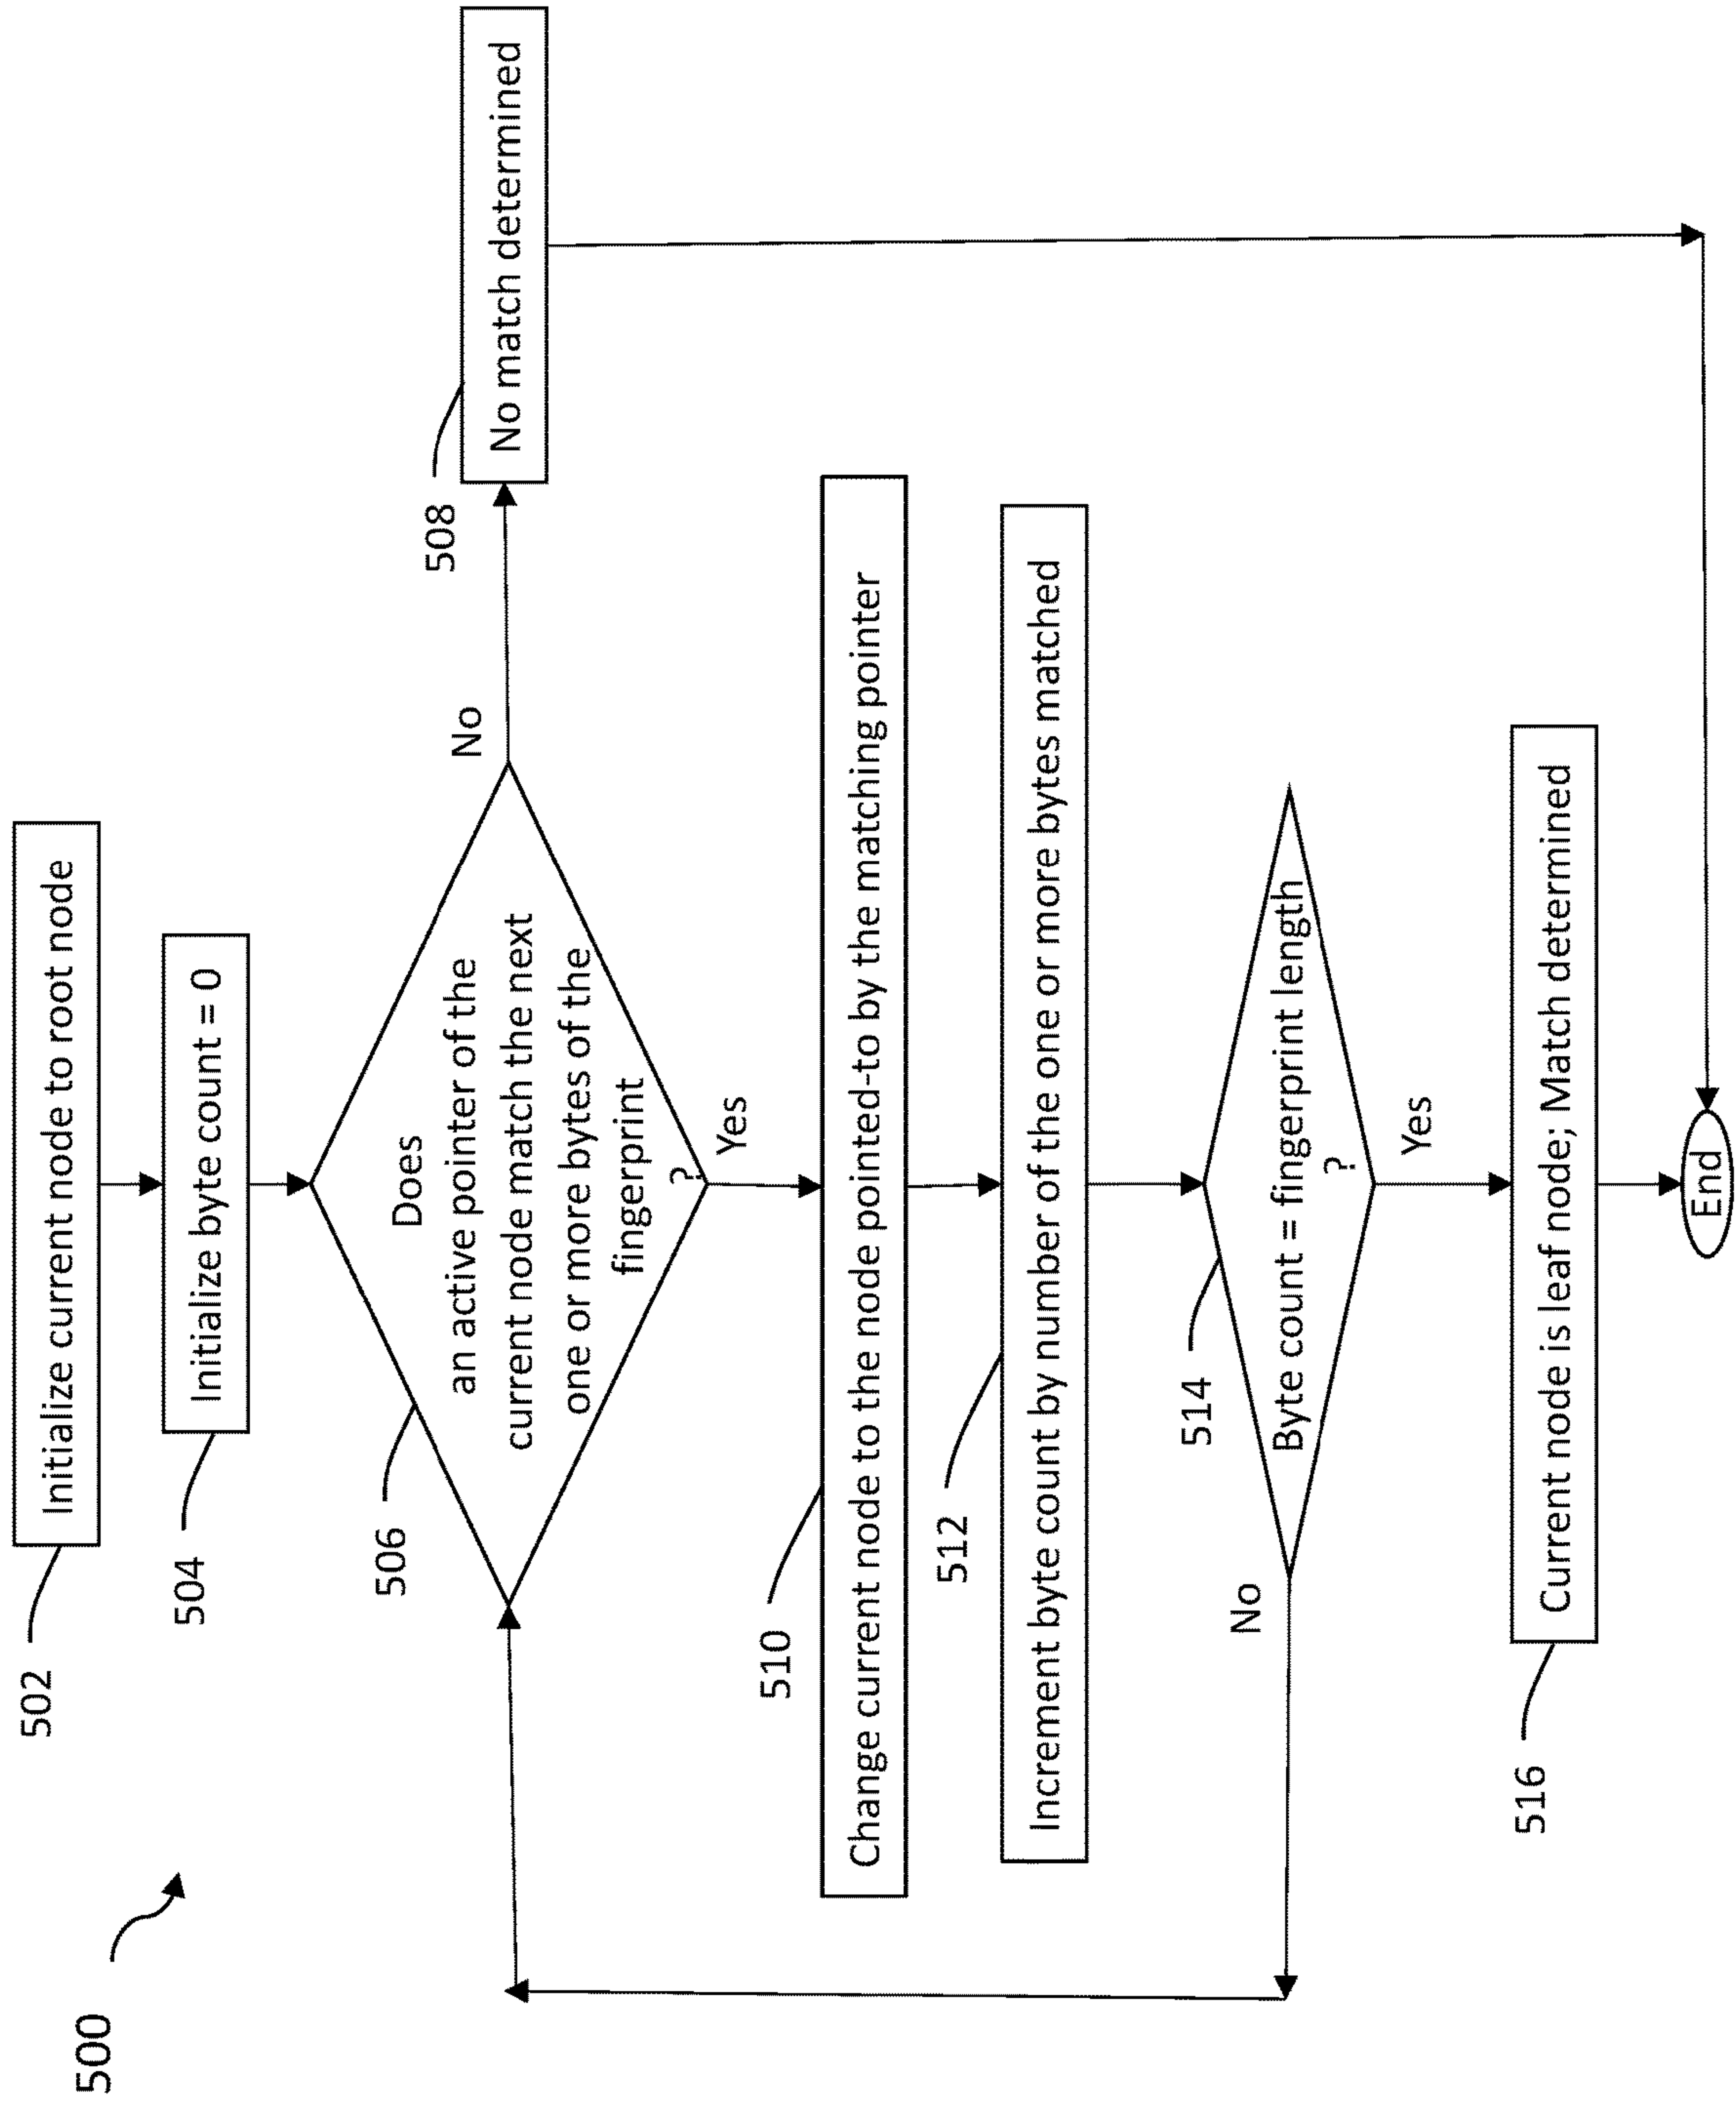 500
502
Initialize current node to root node
504
Initialize byte count = 0
506
Does
an active pointer of the
current node match the next
one or more bytes of the
fingerprint
?
No
508
No match determined
Yes
510
Change current node to the node pointed-to by the matching pointer
512
Increment byte count by number of the one or more bytes matched
514
Byte count = fingerprint length
?
No
Yes
516
Current node is leaf node; Match determined
End